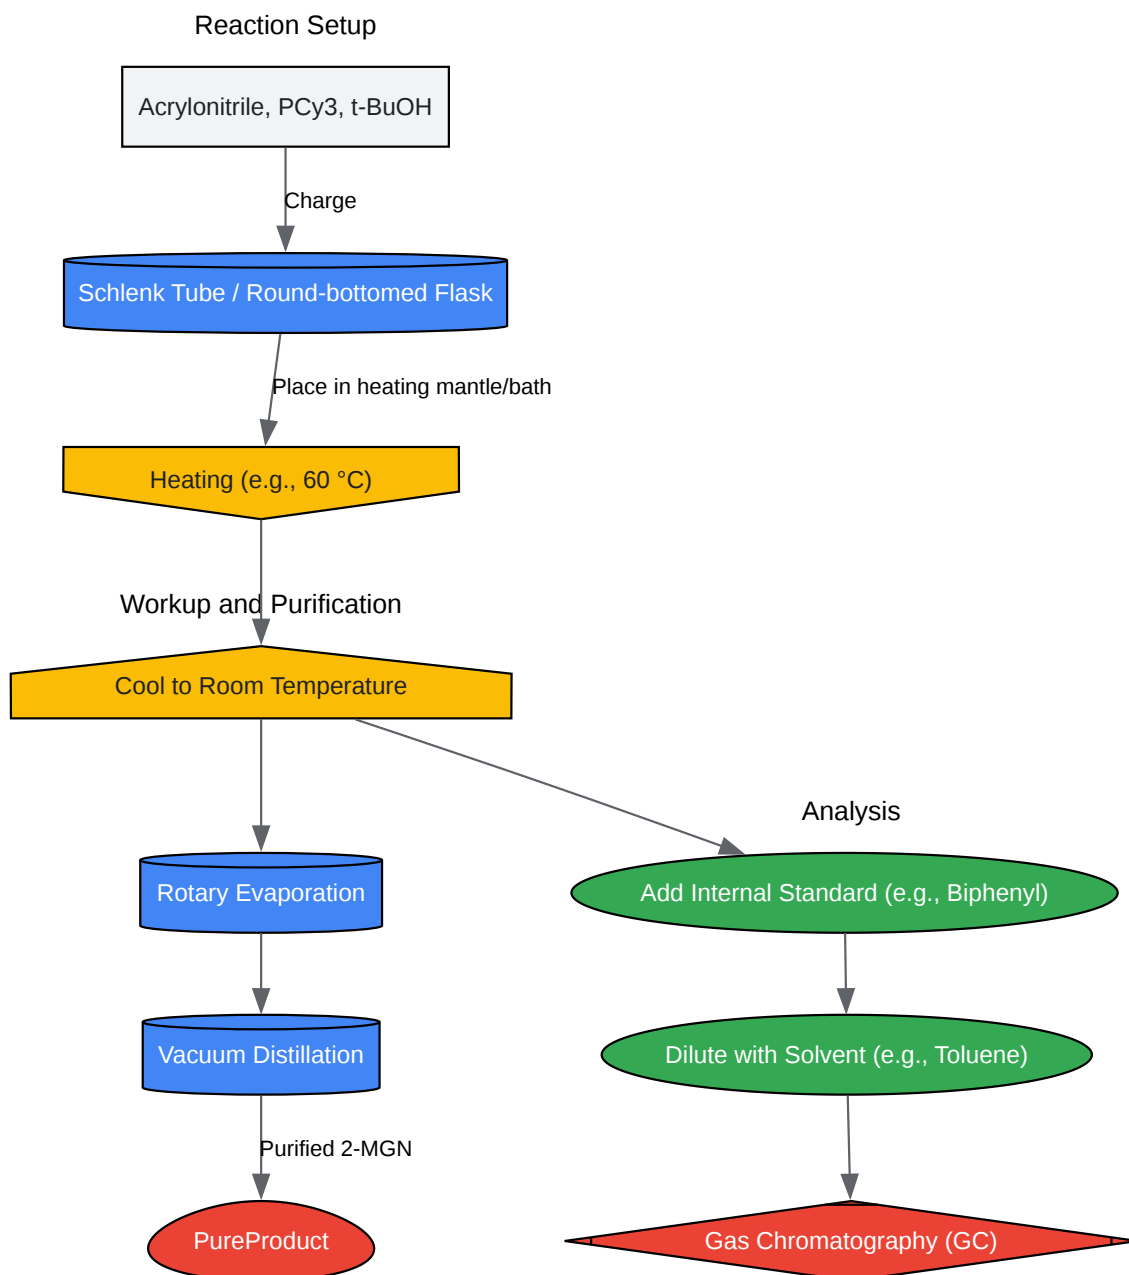 Reaction Setup
Acrylonitrile, PCy3, t-BuOH
Charge
Schlenk Tube / Round-bottomed Flask
Place in heating mantle/bath
Heating (e.g., 60 °C)
Workup and Purification
Cool to Room Temperature
Analysis
Rotary Evaporation
Add Internal Standard (e.g., Biphenyl)
Vacuum Distillation
Dilute with Solvent (e.g., Toluene)
Purified 2-MGN
PureProduct
Gas Chromatography (GC)